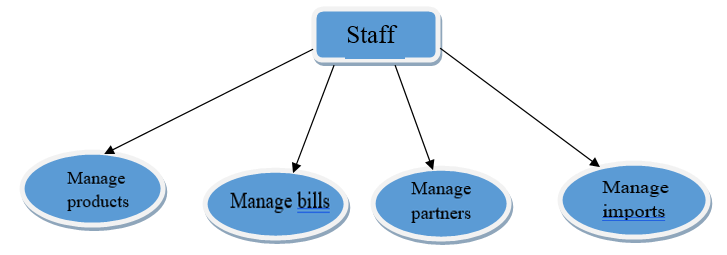 Staff
Manage
products
Manage bills
Manage
partners
Manage
imports